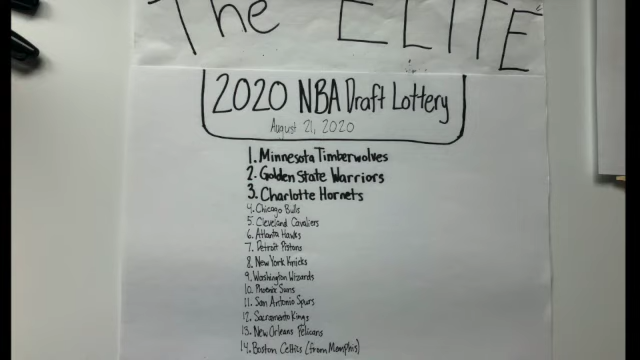 The ELITE
2020 NBA Draft Lottery
August 21, 2020
1. Minnesota Timberwolves
2. Golden State Warriors
3. Charlotte Hornets
4. Chicago Bulls
5. Cleveland Cavaliers
6. Atlanta Hawks
7. Detroit Pistons
8. New York Knicks
9. Washington Wizards
10. Phoenix Suns
11. San Antonio Spurs
12. Sacramento Kings
13. New Orleans Pelicans
14. Boston Celtics (from Memphis)